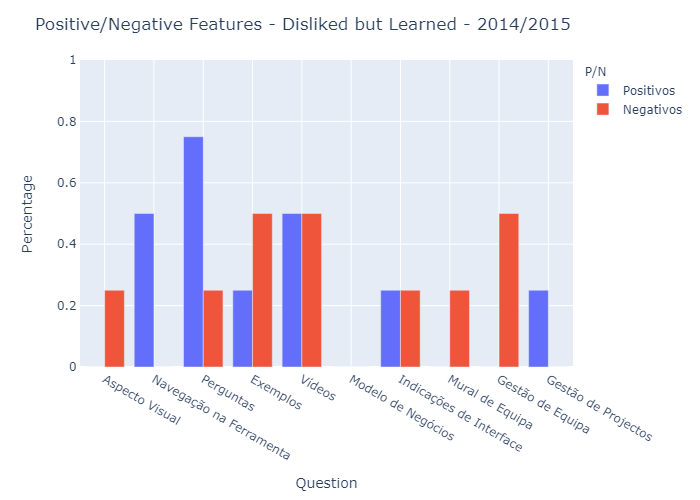 Positive/Negative Features - Disliked but Learned - 2014/2015
P/N
Positivos
Negativos
1
0.8
0.6
0.4
0.2
0
Percentage
Aspecto Visual
Navegação na Ferramenta
Perguntas
Exemplos
Vídeos
Modelo de Negócios
Indicações de Interface
Mural de Equipa
Gestão de Equipa
Gestão de Projectos
Question